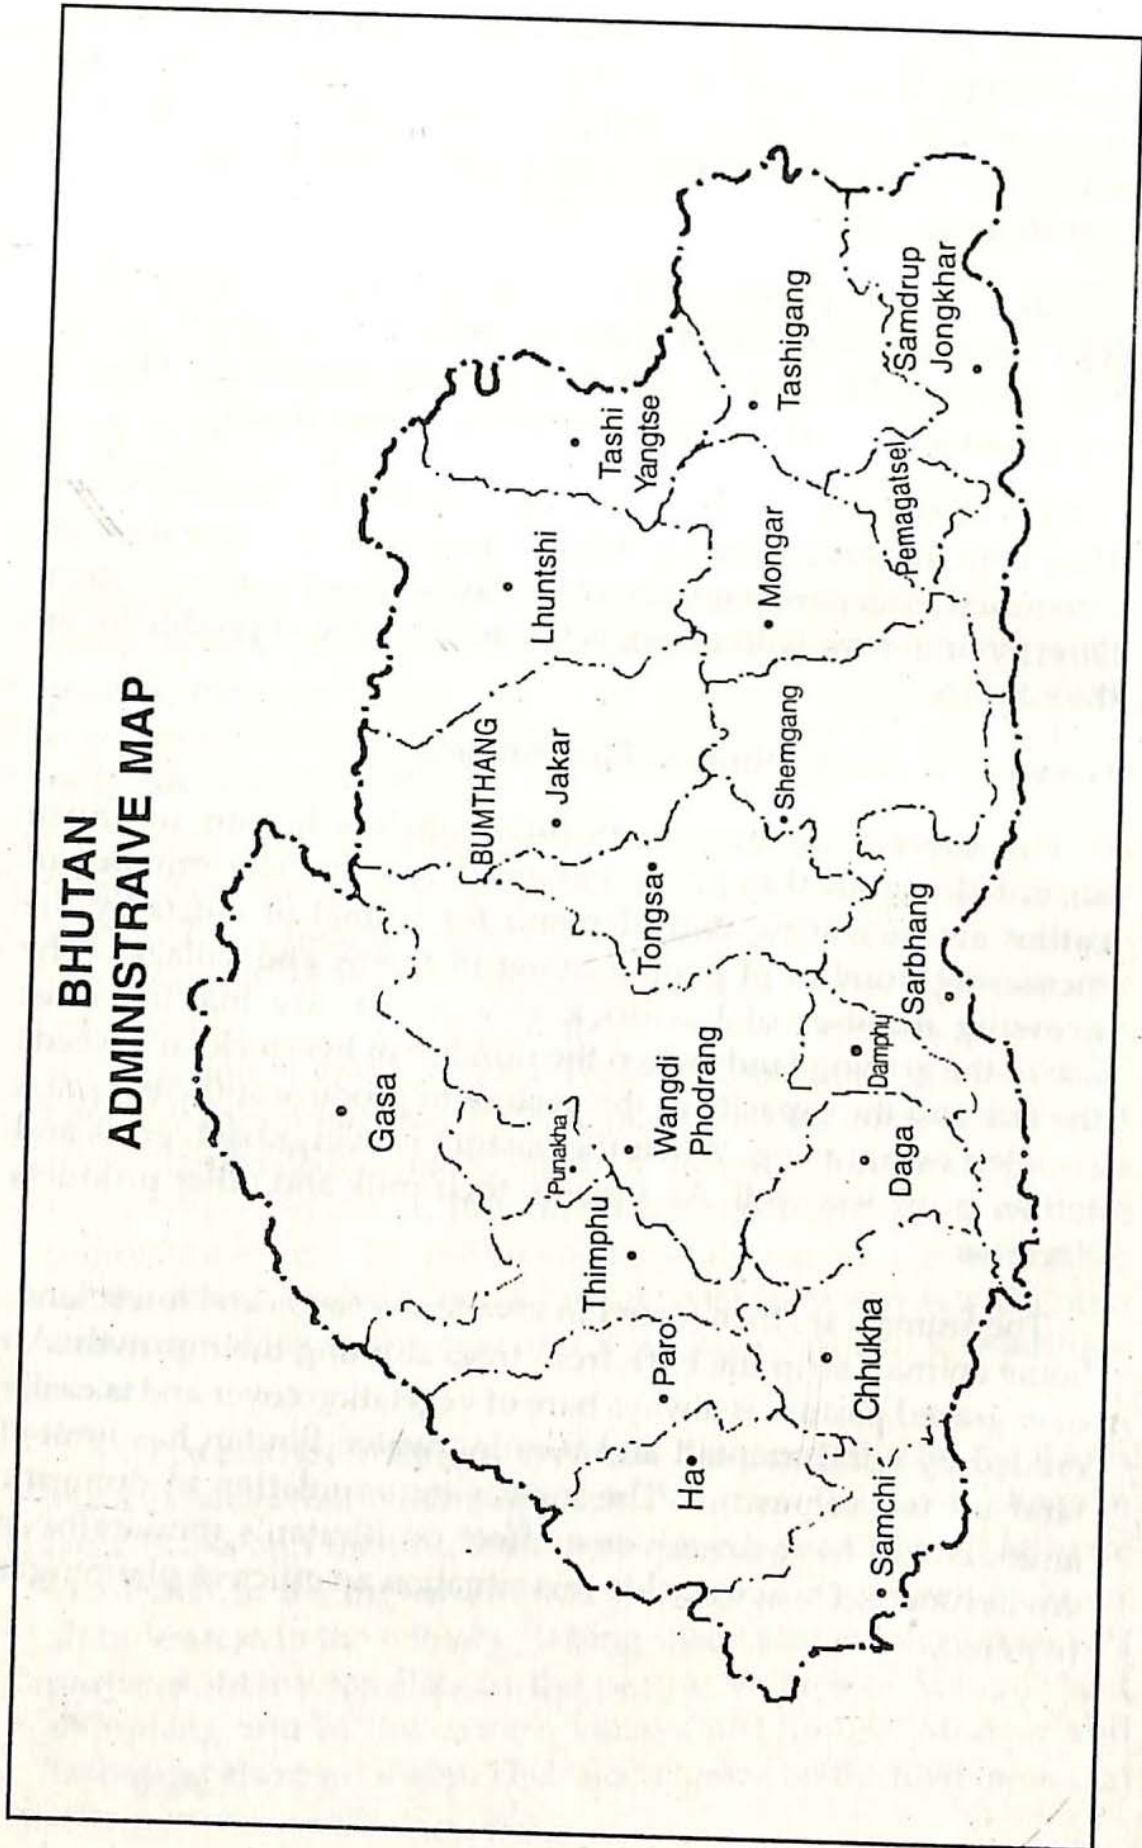 BHUTAN
ADMINISTRAIVE MAP
Gasa
Punakha
Thimphu
Wangdi
Phodrang
Paro
Ha
Chhukha
Samchi
Daga
Damphu
Sarbhang
Tongsa
BUMTHANG
Jakar
Shemgang
Lhuntshi
Mongar
Tashi
Yangtse
Tashigang
Pemagatsel
Samdrup
Jongkhar